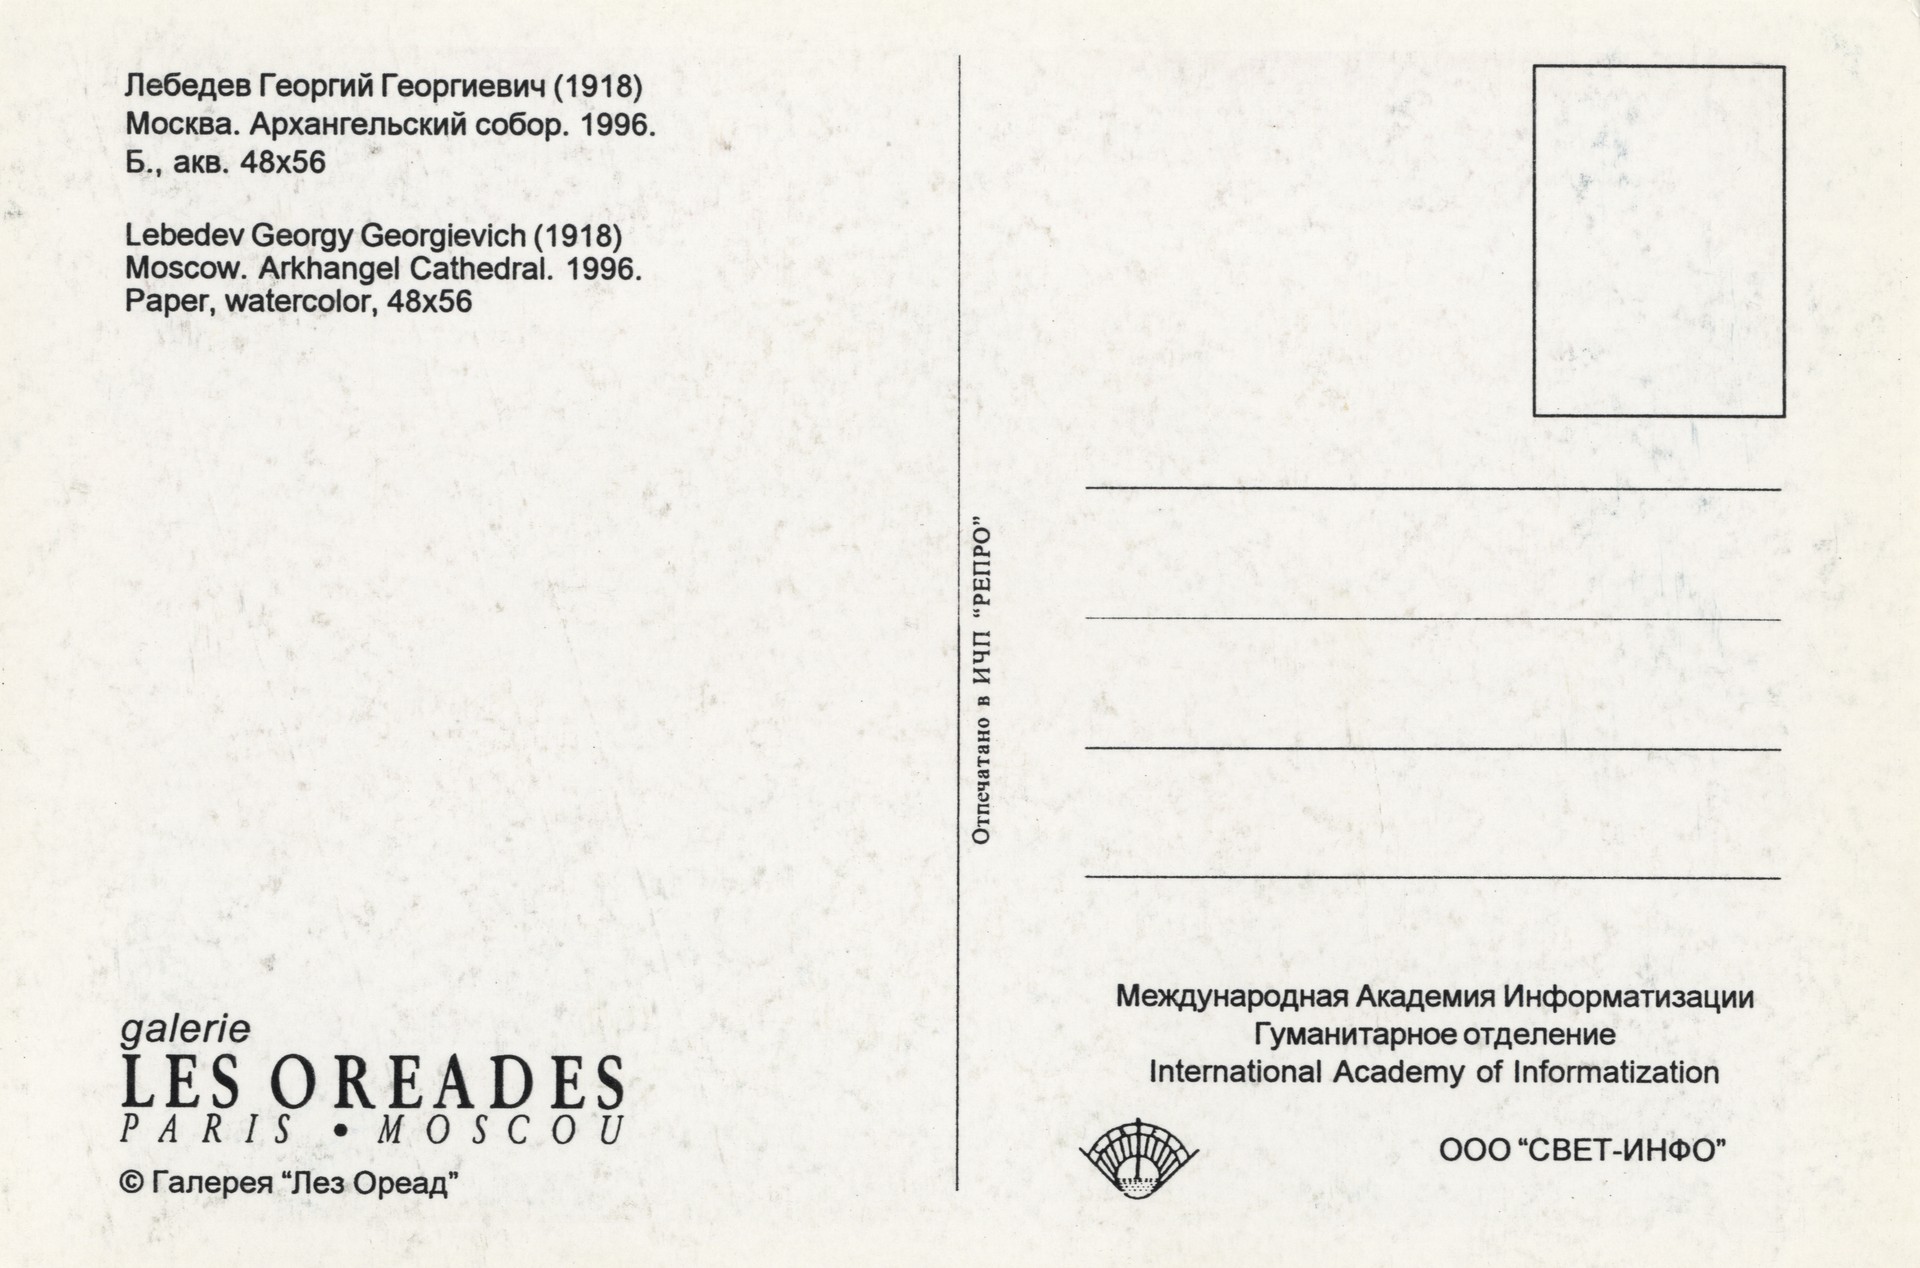 Лебедев Георгий Георгиевич (1918)
Москва. Архангельский собор. 1996.
Б., акв. 48x56
Lebedev Georgy Georgievich (1918)
Moscow. Arkhangel Cathedral. 1996.
Paper, watercolor, 48x56
galerie
LES OREADES
PARIS • MOSCOU
© Галерея “Лез Ореад”
Отпечатано в ИЧП “РЕПРО”
Международная Академия Информатизации
Гуманитарное отделение
International Academy of Informatization
ООО “СВЕТ-ИНФО”